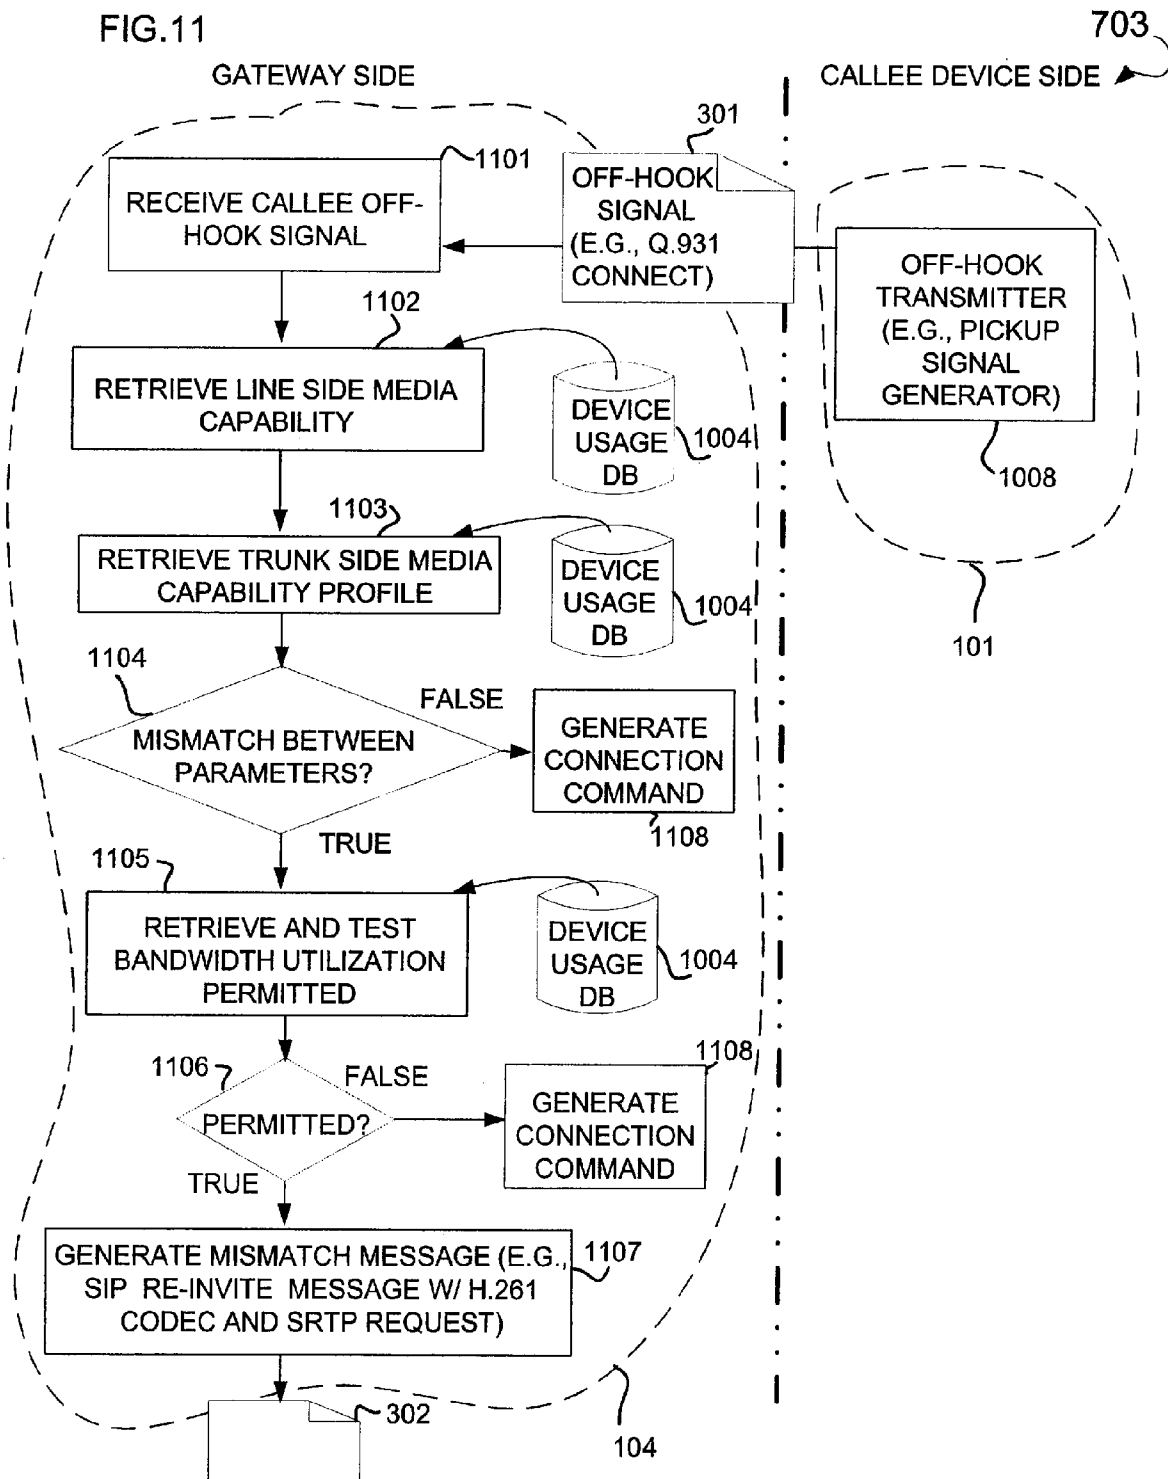 FIG.11
703
GATEWAY SIDE
CALLEE DEVICE SIDE
301
1101
RECEIVE CALLEE OFF-
HOOK SIGNAL
OFF-HOOK
SIGNAL
(E.G., Q.931
CONNECT)
OFF-HOOK
TRANSMITTER
(E.G., PICKUP
SIGNAL
GENERATOR)
1008
101
1102
RETRIEVE LINE SIDE MEDIA
CAPABILITY
DEVICE
USAGE
DB
1004
1103
RETRIEVE TRUNK SIDE MEDIA
CAPABILITY PROFILE
DEVICE
USAGE
DB
1004
1104
MISMATCH BETWEEN
PARAMETERS?
FALSE
GENERATE
CONNECTION
COMMAND
1108
TRUE
1105
RETRIEVE AND TEST
BANDWIDTH UTILIZATION
PERMITTED
DEVICE
USAGE
DB
1004
1106
PERMITTED?
FALSE
1108
GENERATE
CONNECTION
COMMAND
TRUE
GENERATE MISMATCH MESSAGE (E.G.,
SIP RE-INVITE MESSAGE W/ H.261
CODEC AND SRTP REQUEST)
1107
302
104